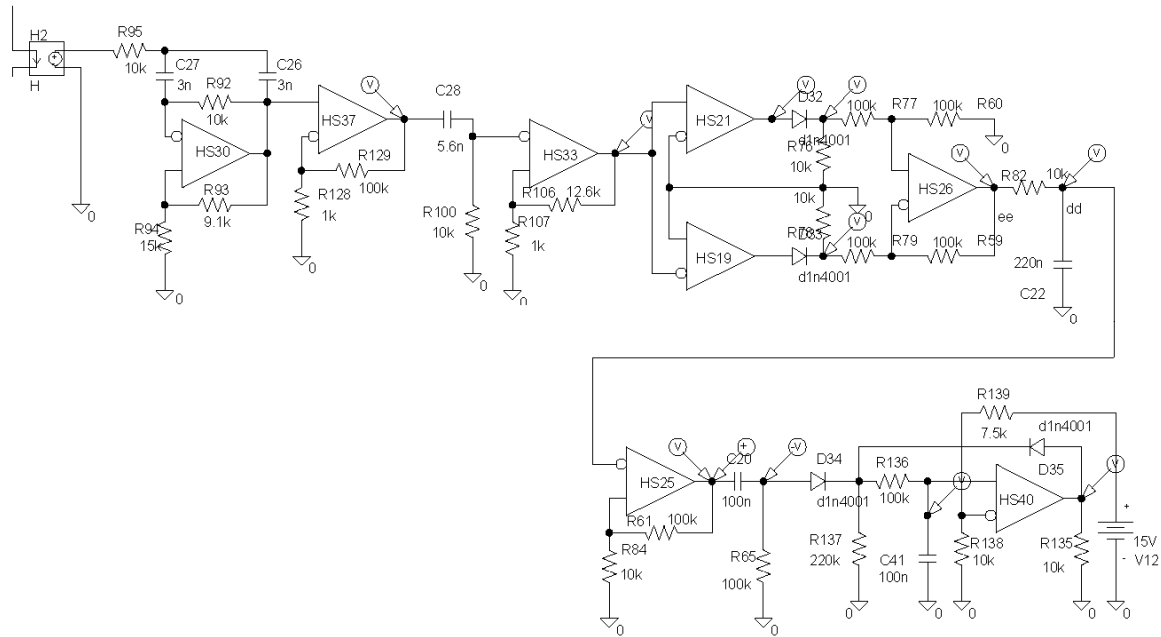 H2
H
R95
10k
C27
3n
C26
3n
R92
10k
HS30
R93
9.1k
R94
15k
0
0
HS37
V
R129
100k
R128
1k
0
C28
5.6n
R100
10k
0
HS33
V
R106
12.6k
R107
1k
0
HS21
V
D32
V
d1n4001
R76
10k
100k
R77
100k
R60
0
HS26
V
V
R82
10k
ee
dd
10k
0
R78
V
D33
HS19
d1n4001
100k
R79
100k
R59
220n
C22
0
HS25
V
+
C20
100n
-V
R61
100k
R84
10k
0
R65
100k
0
D34
d1n4001
R136
100k
R137
220k
0
C41
100n
0
V
R139
7.5k
d1n4001
D35
HS40
V
R138
10k
0
R135
10k
0
+
15V
-
V12
0